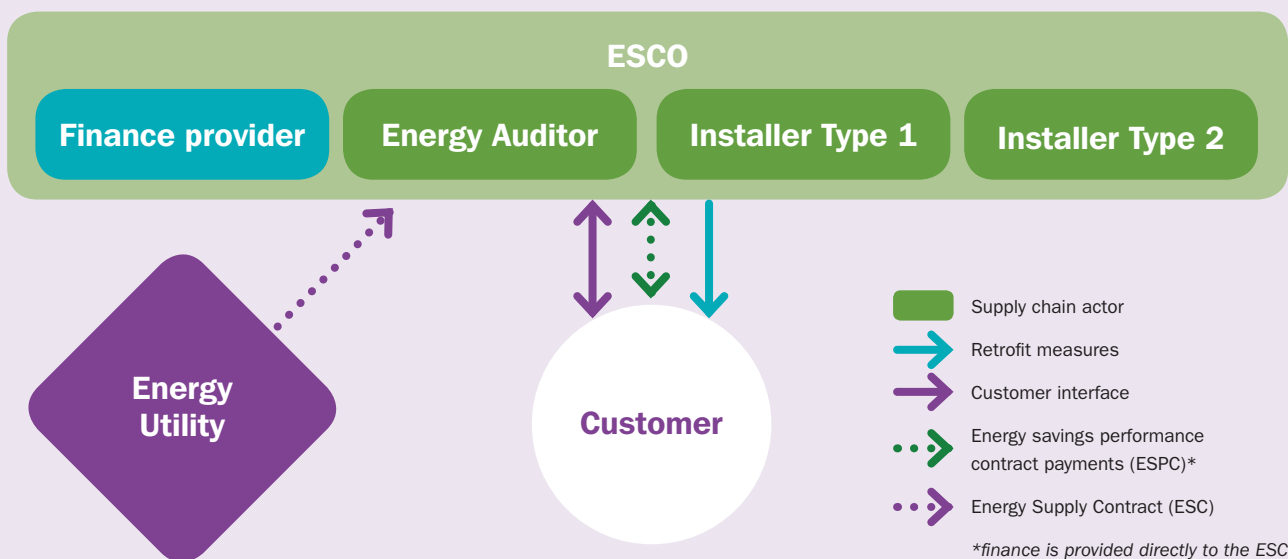 ESCO
Finance provider
Energy Auditor
Installer Type 1
Installer Type 2
Energy
Utility
Customer
Supply chain actor
Retrofit measures
Customer interface
Energy savings performance
contract payments (ESPC)*
Energy Supply Contract (ESC)
*finance is provided directly to the ESC